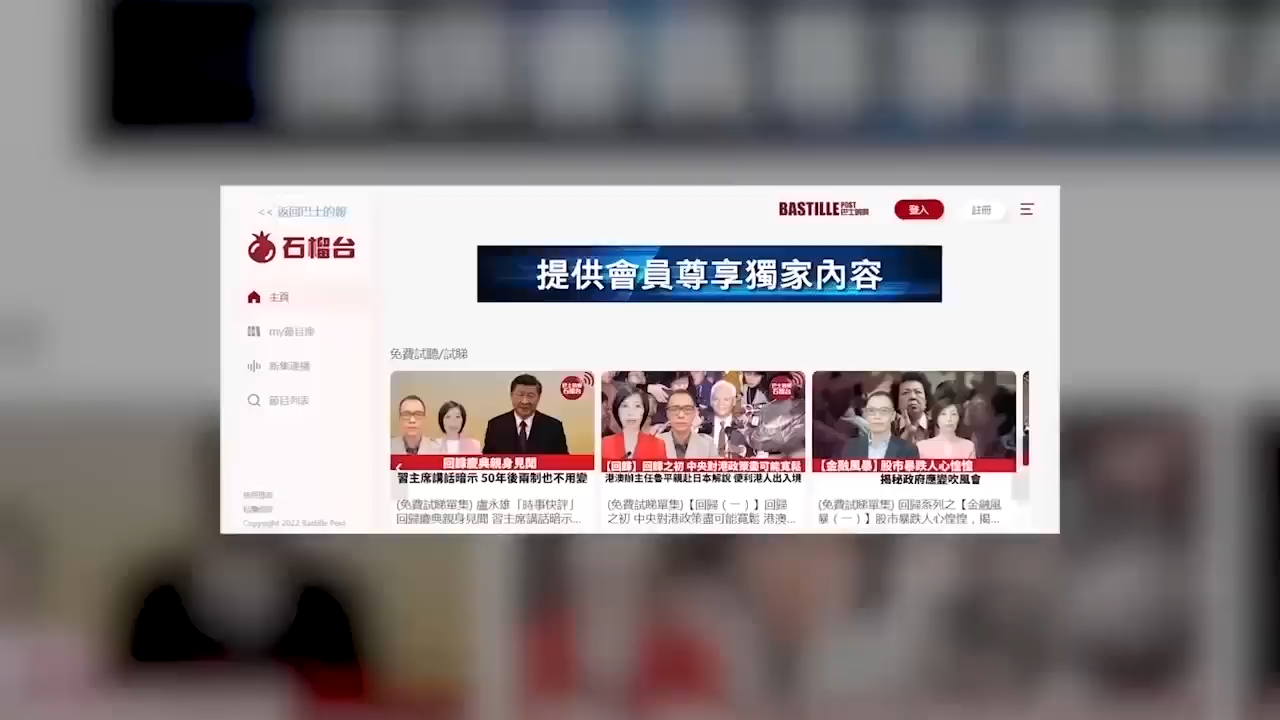 << 返回巴士的報
石榴台
主頁
my節目庫
新集連播
節目列表
Copyright 2022 Bastille Post
BASTILLE POST 巴士的報
登入
註冊
提供會員尊享獨家內容
免費試聽/試睇
回歸慶典親身見聞
習主席講話暗示 50年後兩制也不用變
(免費試睇單集) 盧永雄「時事快評」
回歸慶典親身見聞 習主席講話暗示...
【回歸】回歸之初 中央對港政策盡可能寬鬆
港澳辦主任魯平親赴日本解說 便利港人出入境
(免費試睇單集)【回歸（一）】回歸
之初 中央對港政策盡可能寬鬆 港澳...
【金融風暴】股市暴跌人心惶惶
揭秘政府應變吹風會
(免費試睇單集) 回歸系列之【金融風
暴（一）】股市暴跌人心惶惶，揭...